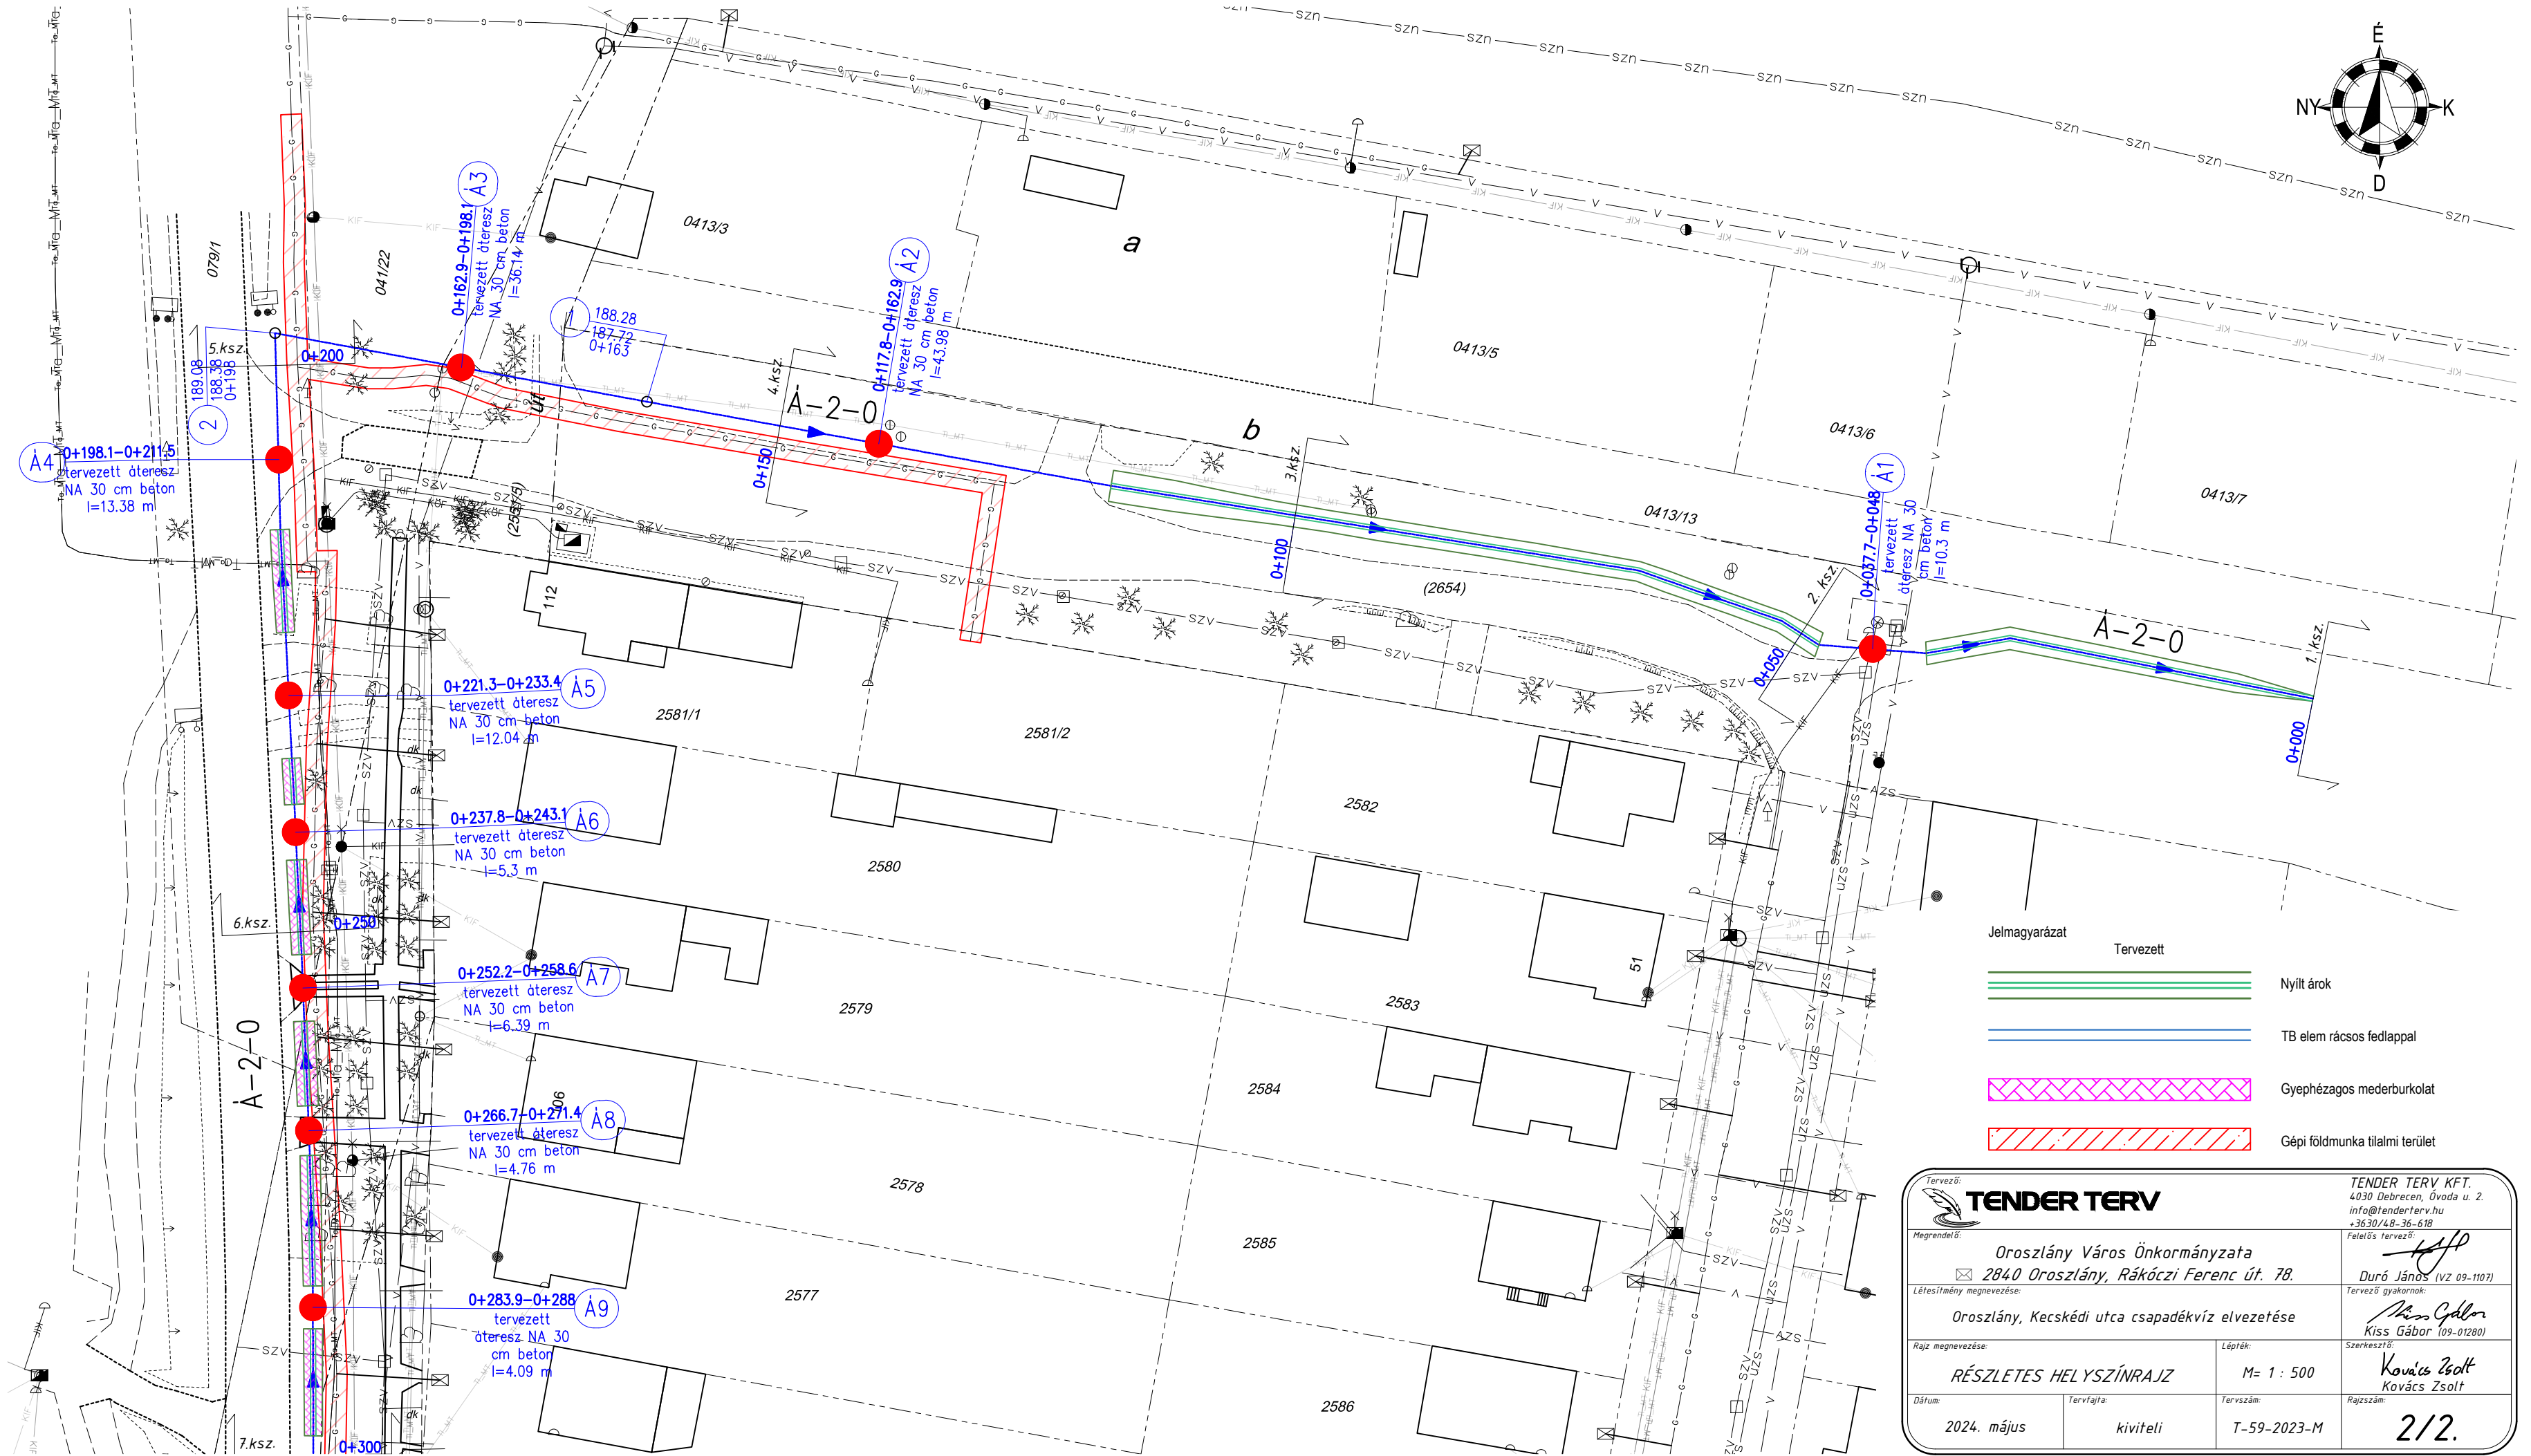 É
NY
K
D
079/1
041/22
0413/3
a
0413/5
0413/6
0413/7
0413/13
b
út
Á3
0+162.9-0+198.1
tervezett áteresz
NA 30 cm beton
l=36.14 m
Á2
0+117.8-0+162.9
tervezett áteresz
NA 30 cm beton
l=43.98 m
1
188.28
187.72
0+163
2
189.08
188.38
0+198
5.ksz.
0+200
4.ksz.
0+150
Á-2-0
3.ksz.
0+100
Á4
0+198.1-0+211.5
tervezett áteresz
NA 30 cm beton
l=13.38 m
(2654)
2. ksz.
0+050
Á1
0+037.7-0+048
tervezett
áteresz NA 30
cm beton
l=10.3 m
Á-2-0
1. ksz.
0+000
112
2581/1
2581/2
2582
2580
2583
2579
2584
2578
2585
2577
2586
51
Á5
0+221.3-0+233.4
tervezett áteresz
NA 30 cm beton
l=12.04 m
Á6
0+237.8-0+243.1
tervezett áteresz
NA 30 cm beton
l=5.3 m
6.ksz.
0+250
Á7
0+252.2-0+258.6
tervezett áteresz
NA 30 cm beton
l=6.39 m
Á-2-0
Á8
0+266.7-0+271.4
tervezett áteresz
NA 30 cm beton
l=4.76 m
Á9
0+283.9-0+288
tervezett
áteresz NA 30
cm beton
l=4.09 m
7.ksz.
0+300
Jelmagyarázat
Tervezett
Nyílt árok
TB elem rácsos fedlappal
Gyephézagos mederburkolat
Gépi földmunka tilalmi terület
Tervező:
TENDER TERV
TENDER TERV KFT.
4030 Debrecen, Óvoda u. 2.
info@tenderterv.hu
+3630/48-36-618
Megrendelő:
Oroszlány Város Önkormányzata
2840 Oroszlány, Rákóczi Ferenc út. 78.
Felelős tervező:
Duró János (VZ 09-1107)
Létesítmény megnevezése:
Oroszlány, Kecskédi utca csapadékvíz elvezetése
Tervező gyakornok:
Kiss Gábor
Kiss Gábor (09-01280)
Rajz megnevezése:
RÉSZLETES HELYSZÍNRAJZ
Lépték:
M= 1 : 500
Szerkesztő:
Kovács Zsolt
Kovács Zsolt
Dátum:
2024. május
Tervfajta:
kiviteli
Tervszám:
T-59-2023-M
Rajzszám:
2/2.